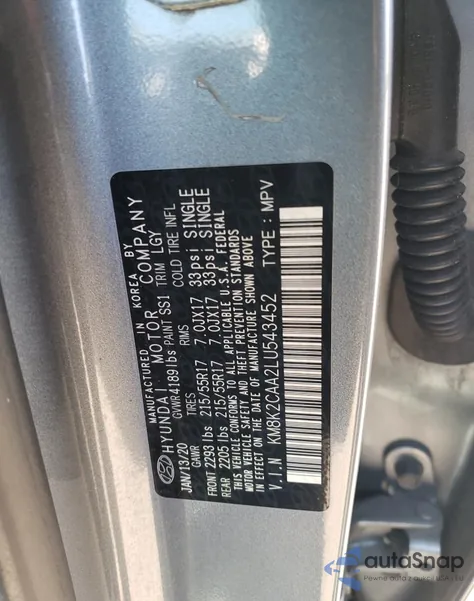 MANUFACTURED IN KOREA BY
HYUNDAI MOTOR COMPANY
JAN/13/20 GVWR 4189 lbs PAINT SS1 TRIM LGY
GAWR TIRES RIMS COLD TIRE INFL
FRONT 2293 lbs 215/55R17 7.0JX17 33psi SINGLE
REAR 2205 lbs 215/55R17 7.0JX17 33psi SINGLE
THIS VEHICLE CONFORMS TO ALL APPLICABLE U.S.A. FEDERAL
MOTOR VEHICLE SAFETY AND THEFT PREVENTION STANDARDS
IN EFFECT ON THE DATE OF MANUFACTURE SHOWN ABOVE.
V.I.N KM8K2CAA2LU543452 TYPE : MPV
autoSnap